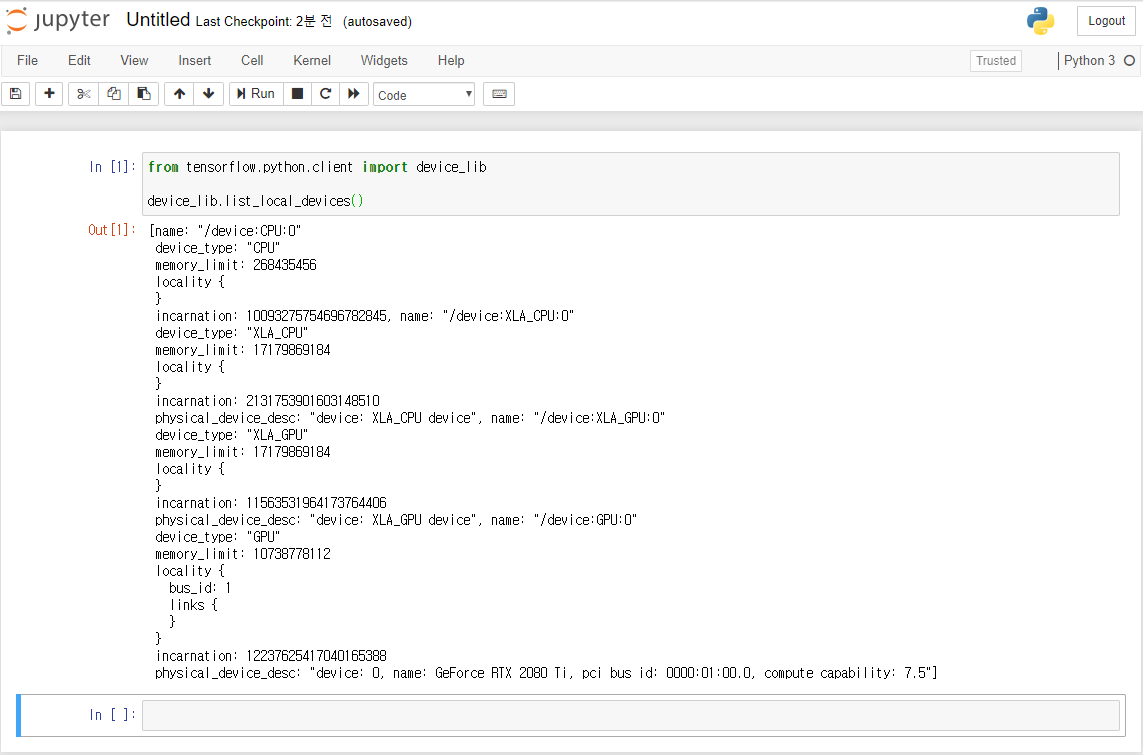 jupyter Untitled Last Checkpoint: 2분 전 (autosaved) Logout
File Edit View Insert Cell Kernel Widgets Help Trusted Python 3
Run Code
In [1]: from tensorflow.python.client import device_lib
device_lib.list_local_devices()
Out[1]: [name: "/device:CPU:0"
device_type: "CPU"
memory_limit: 268435456
locality {
}
incarnation: 10093275754696782845, name: "/device:XLA_CPU:0"
device_type: "XLA_CPU"
memory_limit: 17179869184
locality {
}
incarnation: 2131753901603148510
physical_device_desc: "device: XLA_CPU device", name: "/device:XLA_GPU:0"
device_type: "XLA_GPU"
memory_limit: 17179869184
locality {
}
incarnation: 11563531964173764406
physical_device_desc: "device: XLA_GPU device", name: "/device:GPU:0"
device_type: "GPU"
memory_limit: 10738778112
locality {
bus_id: 1
links {
}
}
incarnation: 12237625417040165388
physical_device_desc: "device: 0, name: GeForce RTX 2080 Ti, pci bus id: 0000:01:00.0, compute capability: 7.5"]
In [ ]: